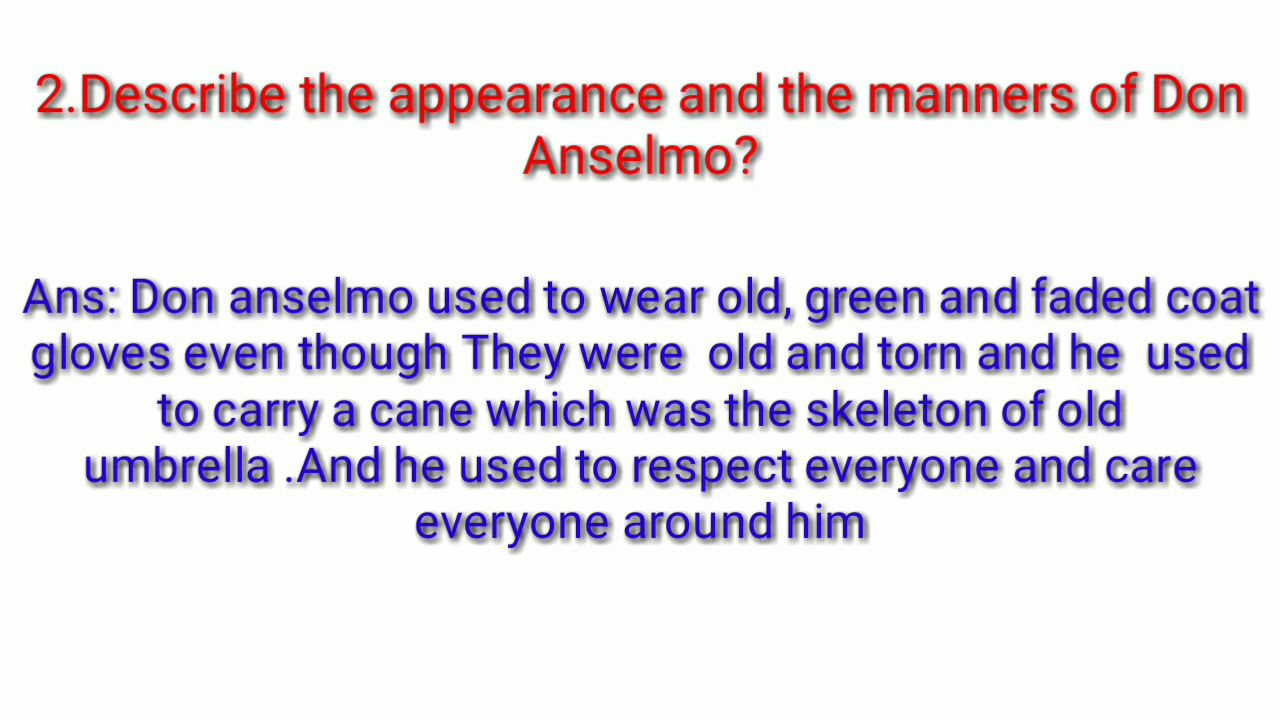 2.Describe the appearance and the manners of Don
Anselmo?
Ans: Don anselmo used to wear old, green and faded coat
gloves even though They were old and torn and he used
to carry a cane which was the skeleton of old
umbrella .And he used to respect everyone and care
everyone around him